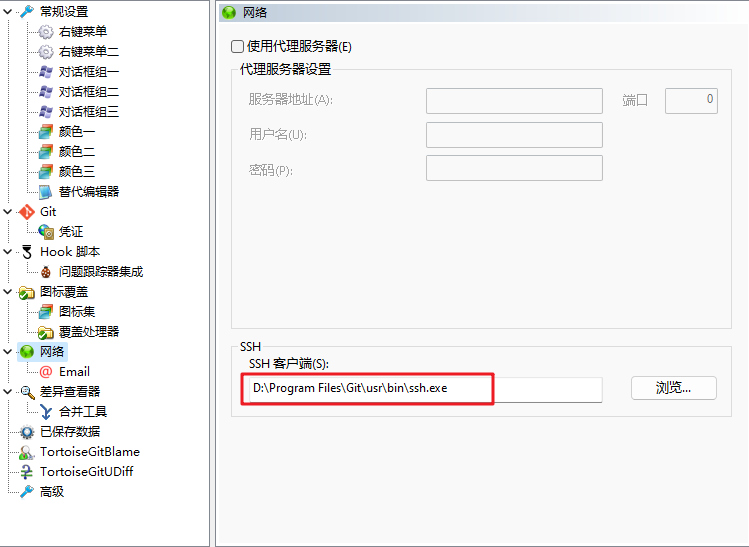 常规设置
右键菜单
右键菜单二
对话框组一
对话框组二
对话框组三
颜色一
颜色二
颜色三
替代编辑器
Git
凭证
Hook 脚本
问题跟踪器集成
图标覆盖
图标集
覆盖处理器
网络
Email
差异查看器
合并工具
已保存数据
TortoiseGitBlame
TortoiseGitUDiff
高级
网络
使用代理服务器(E)
代理服务器设置
服务器地址(A):
端口
0
用户名(U):
密码(P):
SSH
SSH 客户端(S):
D:\Program Files\Git\usr\bin\ssh.exe
浏览...